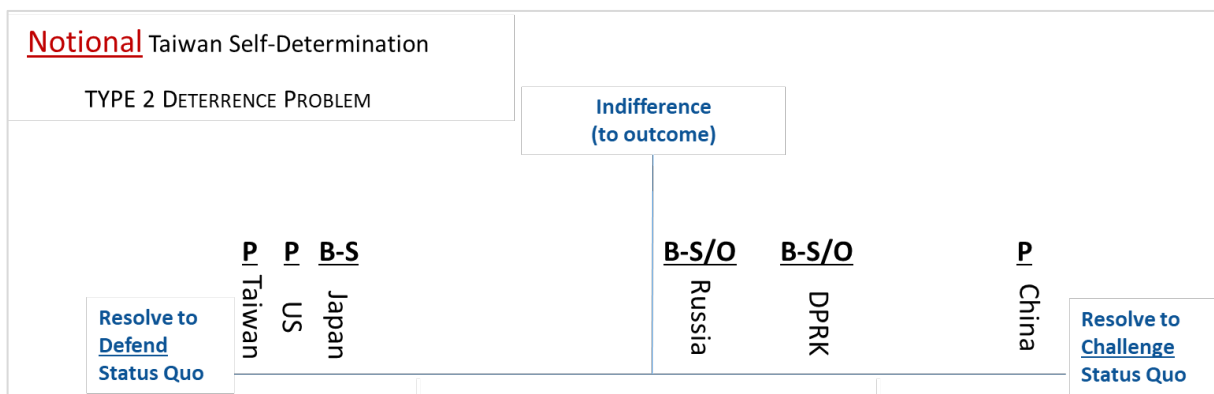 Notional Taiwan Self-Determination
TYPE 2 DETERRENCE PROBLEM
Indifference
(to outcome)
P P B-S B-S/O B-S/O P
Taiwan US Japan Russia DPRK China
Resolve to
Defend
Status Quo
Resolve to
Challenge
Status Quo